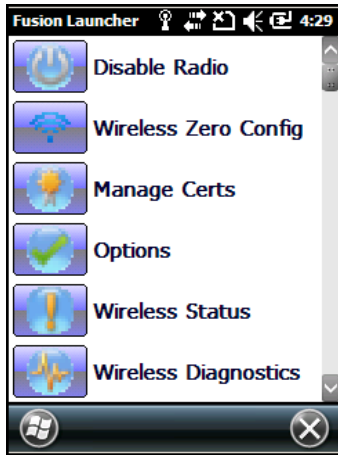 Fusion Launcher 4:29
Disable Radio
Wireless Zero Config
Manage Certs
Options
Wireless Status
Wireless Diagnostics